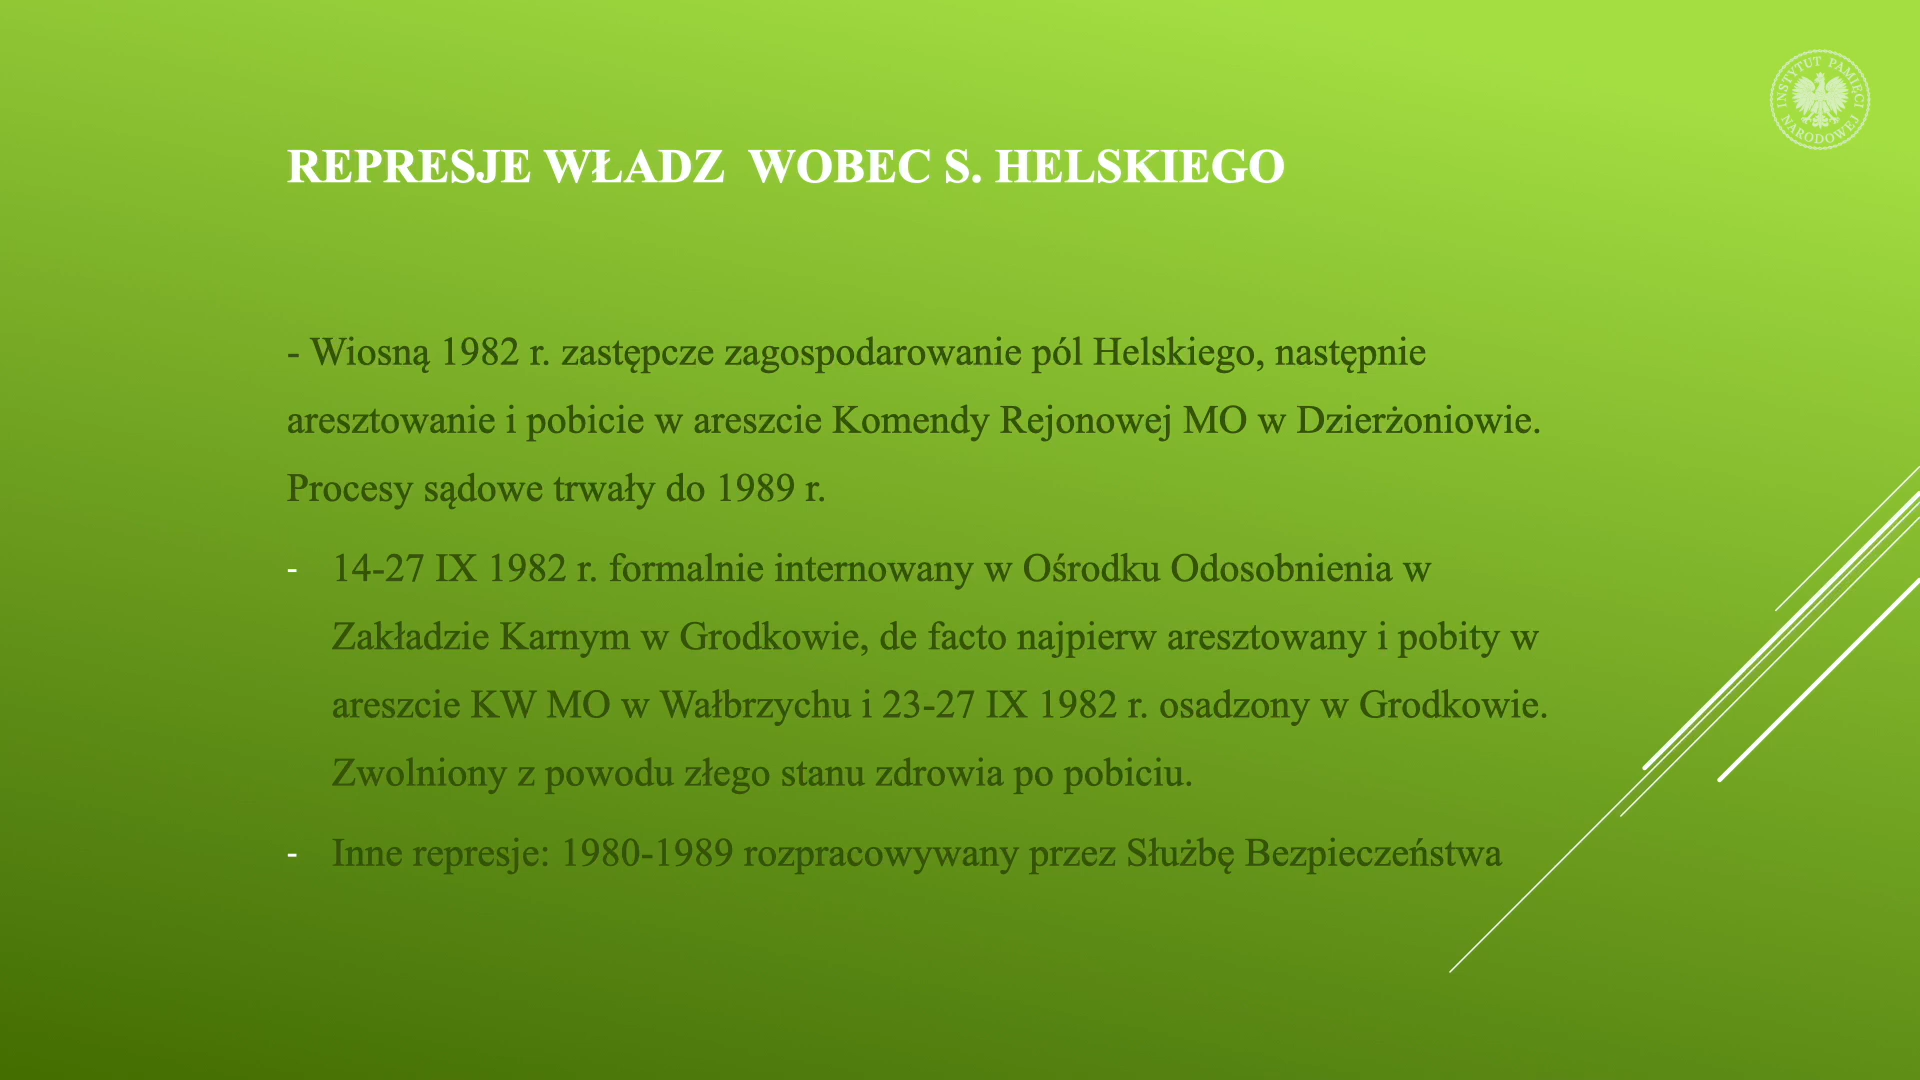 INSTYTUT PAMIĘCI
NARODOWEJ
REPRESJE WŁADZ  WOBEC S. HELSKIEGO
- Wiosną 1982 r. zastępcze zagospodarowanie pól Helskiego, następnie
aresztowanie i pobicie w areszcie Komendy Rejonowej MO w Dzierżoniowie.
Procesy sądowe trwały do 1989 r.
- 14-27 IX 1982 r. formalnie internowany w Ośrodku Odosobnienia w
Zakładzie Karnym w Grodkowie, de facto najpierw aresztowany i pobity w
areszcie KW MO w Wałbrzychu i 23-27 IX 1982 r. osadzony w Grodkowie.
Zwolniony z powodu złego stanu zdrowia po pobiciu.
- Inne represje: 1980-1989 rozpracowywany przez Służbę Bezpieczeństwa